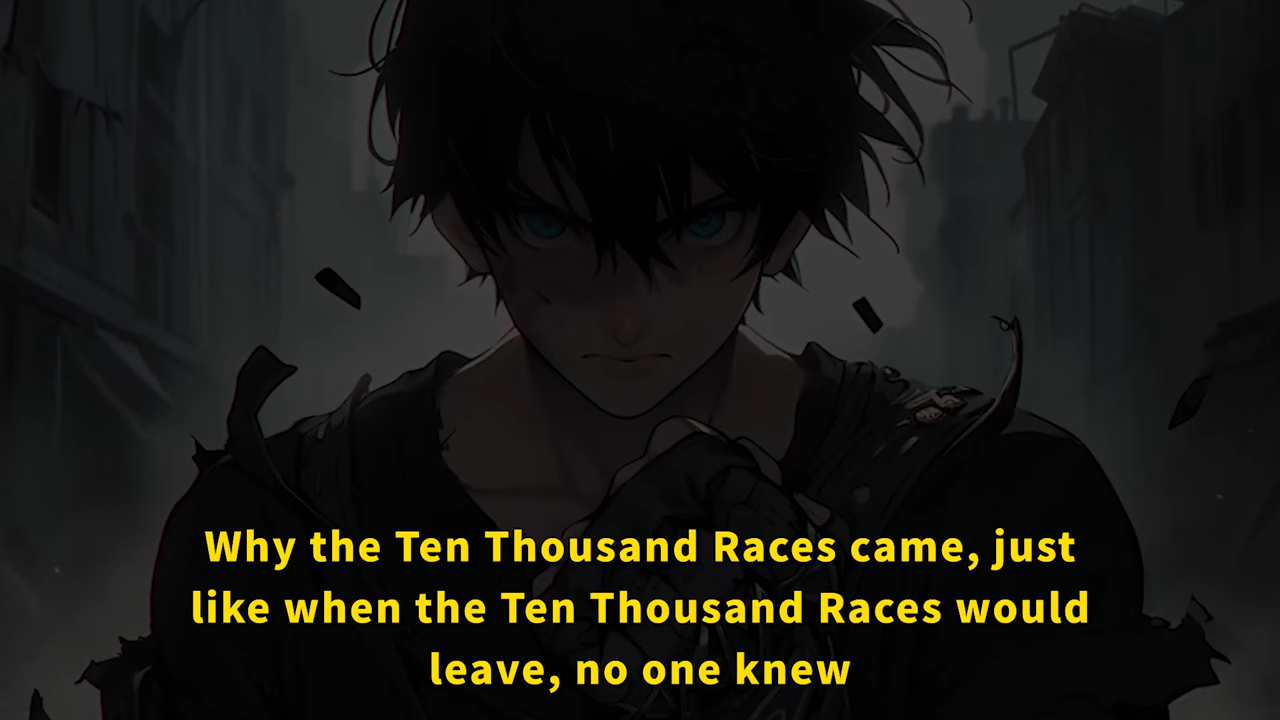 Why the Ten Thousand Races came, just
like when the Ten Thousand Races would
leave, no one knew